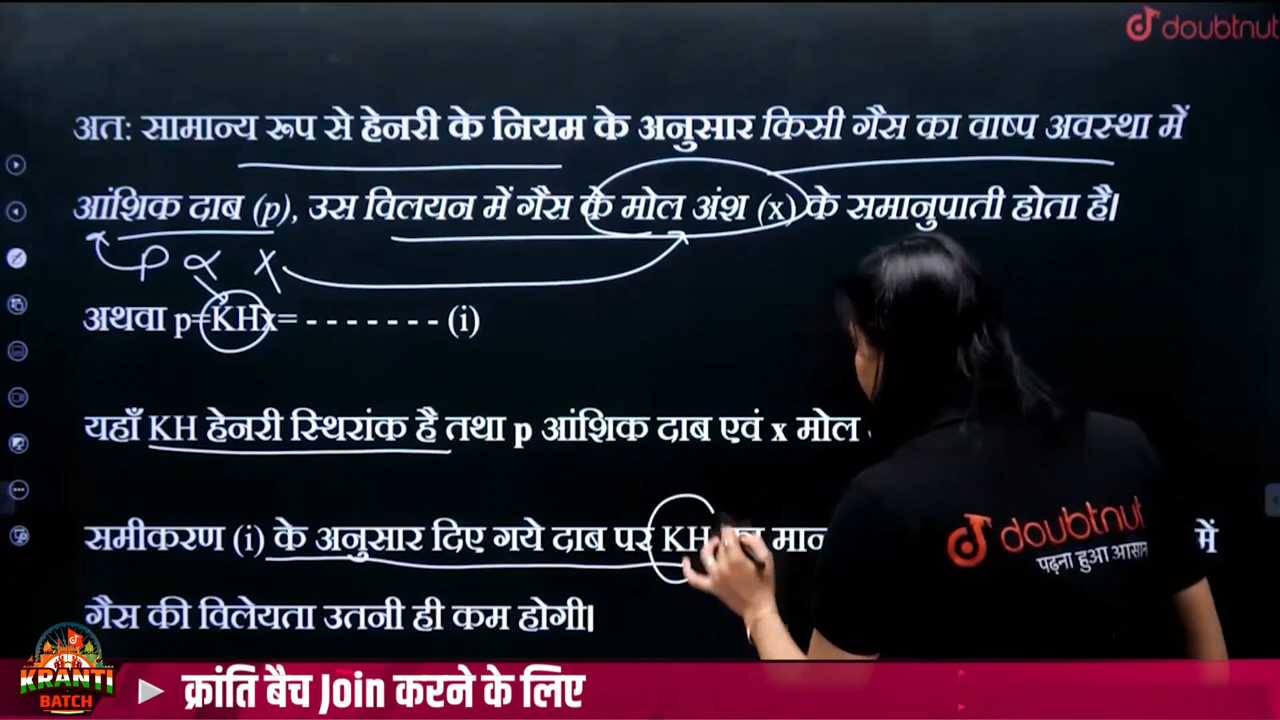 doubtnut
अतः सामान्य रूप से हेनरी के नियम के अनुसार किसी गैस का वाष्प अवस्था में
आंशिक दाब (p), उस विलयन में गैस के मोल अंश (x) के समानुपाती होता है।
p ∝ x
अथवा p=KHx= - - - - - - - (i)
यहाँ KH हेनरी स्थिरांक है तथा p आंशिक दाब एवं x मोल
समीकरण (i) के अनुसार दिए गये दाब पर KH का मान में
गैस की विलेयता उतनी ही कम होगी।
doubtnut
पढ़ना हुआ आसान
KRANTI
BATCH
क्रांति बैच Join करने के लिए